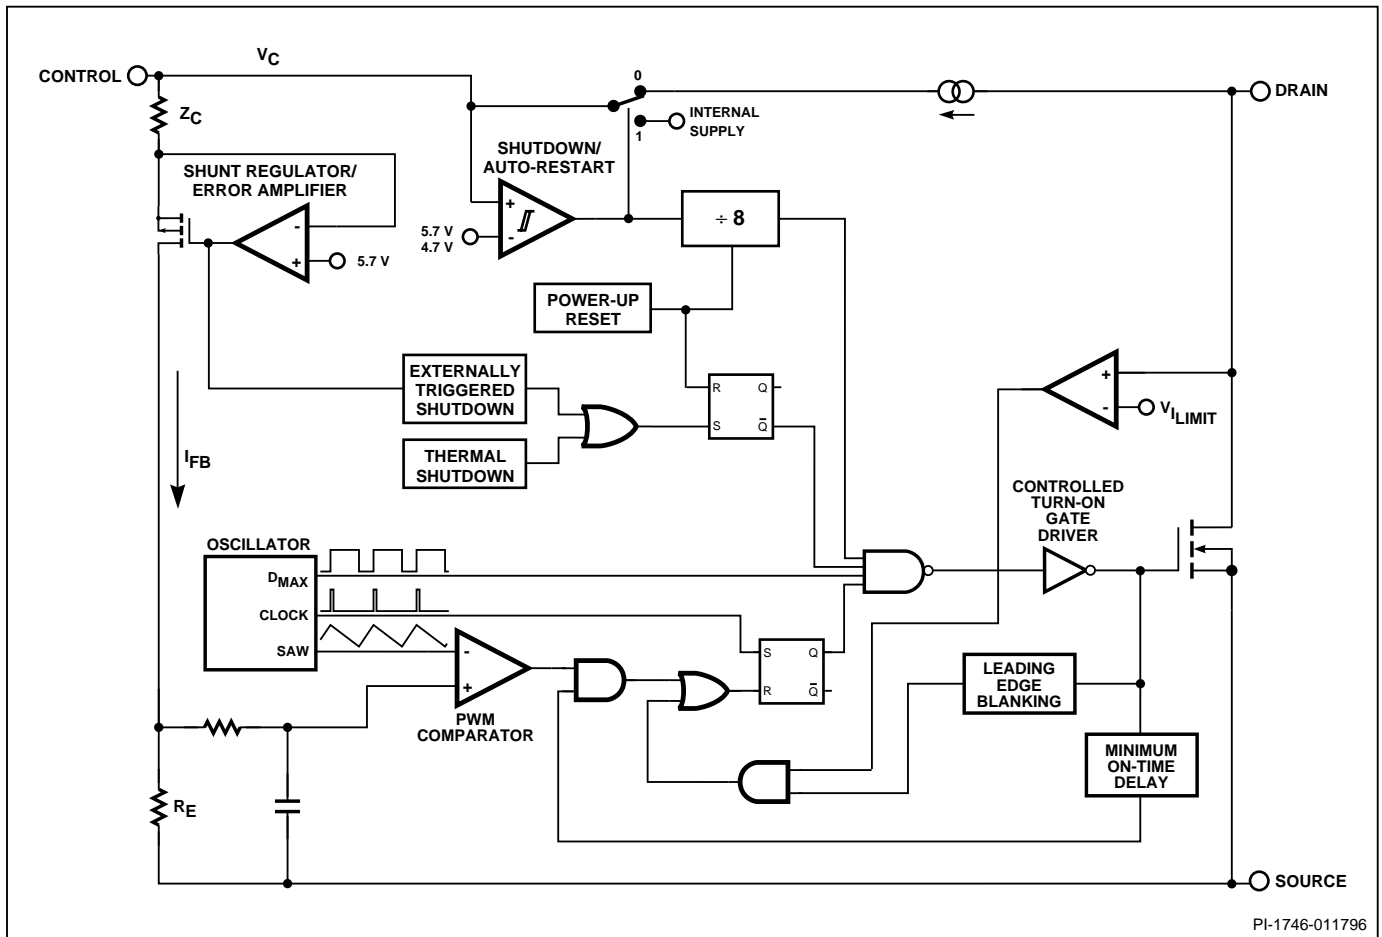 VC
CONTROL
0
DRAIN
ZC
INTERNAL
SUPPLY
1
SHUTDOWN/
AUTO-RESTART
SHUNT REGULATOR/
ERROR AMPLIFIER
+
-
÷ 8
5.7 V
4.7 V
-
+
5.7 V
POWER-UP
RESET
EXTERNALLY
TRIGGERED
SHUTDOWN
R
Q
S
Q̅
+
-
VILIMIT
THERMAL
SHUTDOWN
IFB
CONTROLLED
TURN-ON
GATE
DRIVER
OSCILLATOR
DMAX
CLOCK
SAW
-
+
PWM
COMPARATOR
S
Q
R
Q̅
LEADING
EDGE
BLANKING
MINIMUM
ON-TIME
DELAY
RE
SOURCE
PI-1746-011796